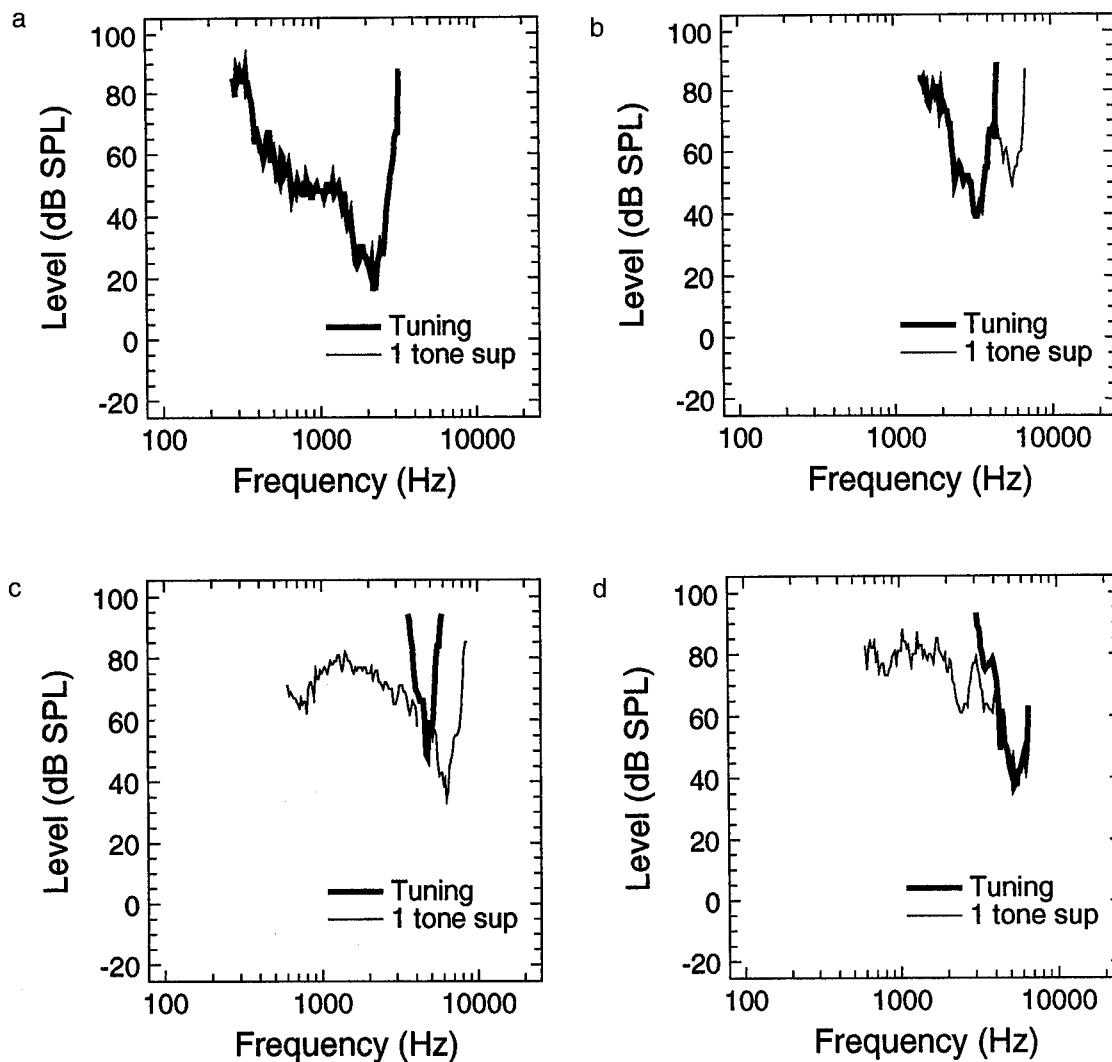 a
100
80
60
40
20
0
-20
Level (dB SPL)
Tuning
1 tone sup
100
1000
10000
Frequency (Hz)
b
100
80
60
40
20
0
-20
Level (dB SPL)
Tuning
1 tone sup
100
1000
10000
Frequency (Hz)
c
100
80
60
40
20
0
-20
Level (dB SPL)
Tuning
1 tone sup
100
1000
10000
Frequency (Hz)
d
100
80
60
40
20
0
-20
Level (dB SPL)
Tuning
1 tone sup
100
1000
10000
Frequency (Hz)